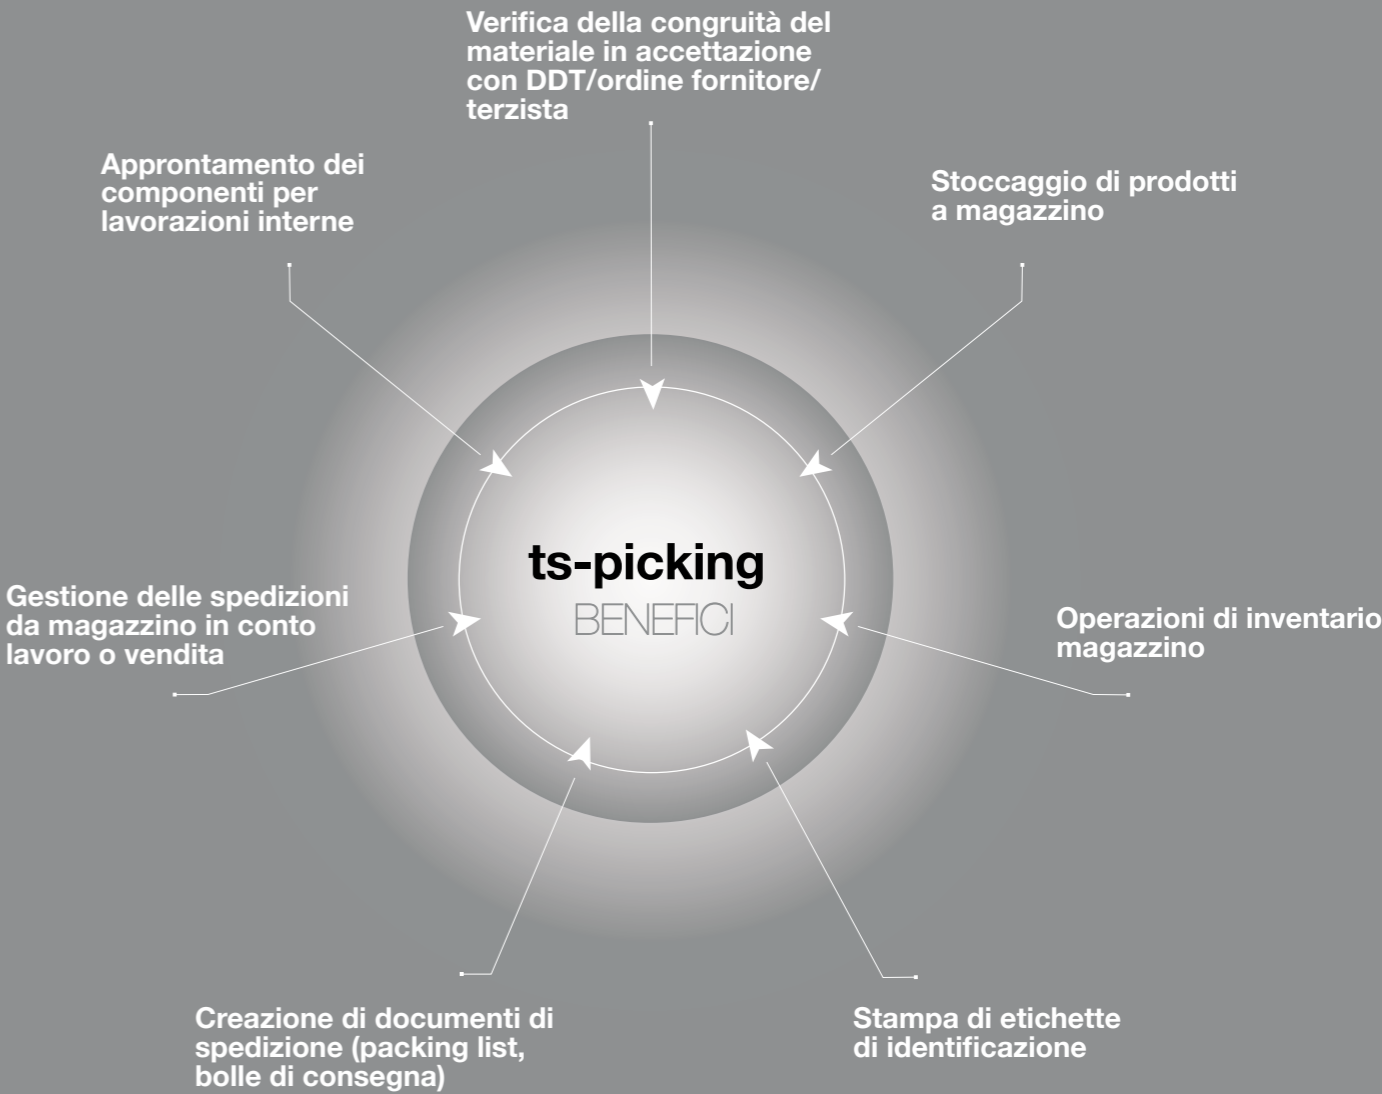 Verifica della congruità del
materiale in accettazione
con DDT/ordine fornitore/
terzista
Approntamento dei
componenti per
lavorazioni interne
Stoccaggio di prodotti
a magazzino
ts-picking
BENEFICI
Gestione delle spedizioni
da magazzino in conto
lavoro o vendita
Operazioni di inventario
magazzino
Creazione di documenti di
spedizione (packing list,
bolle di consegna)
Stampa di etichette
di identificazione